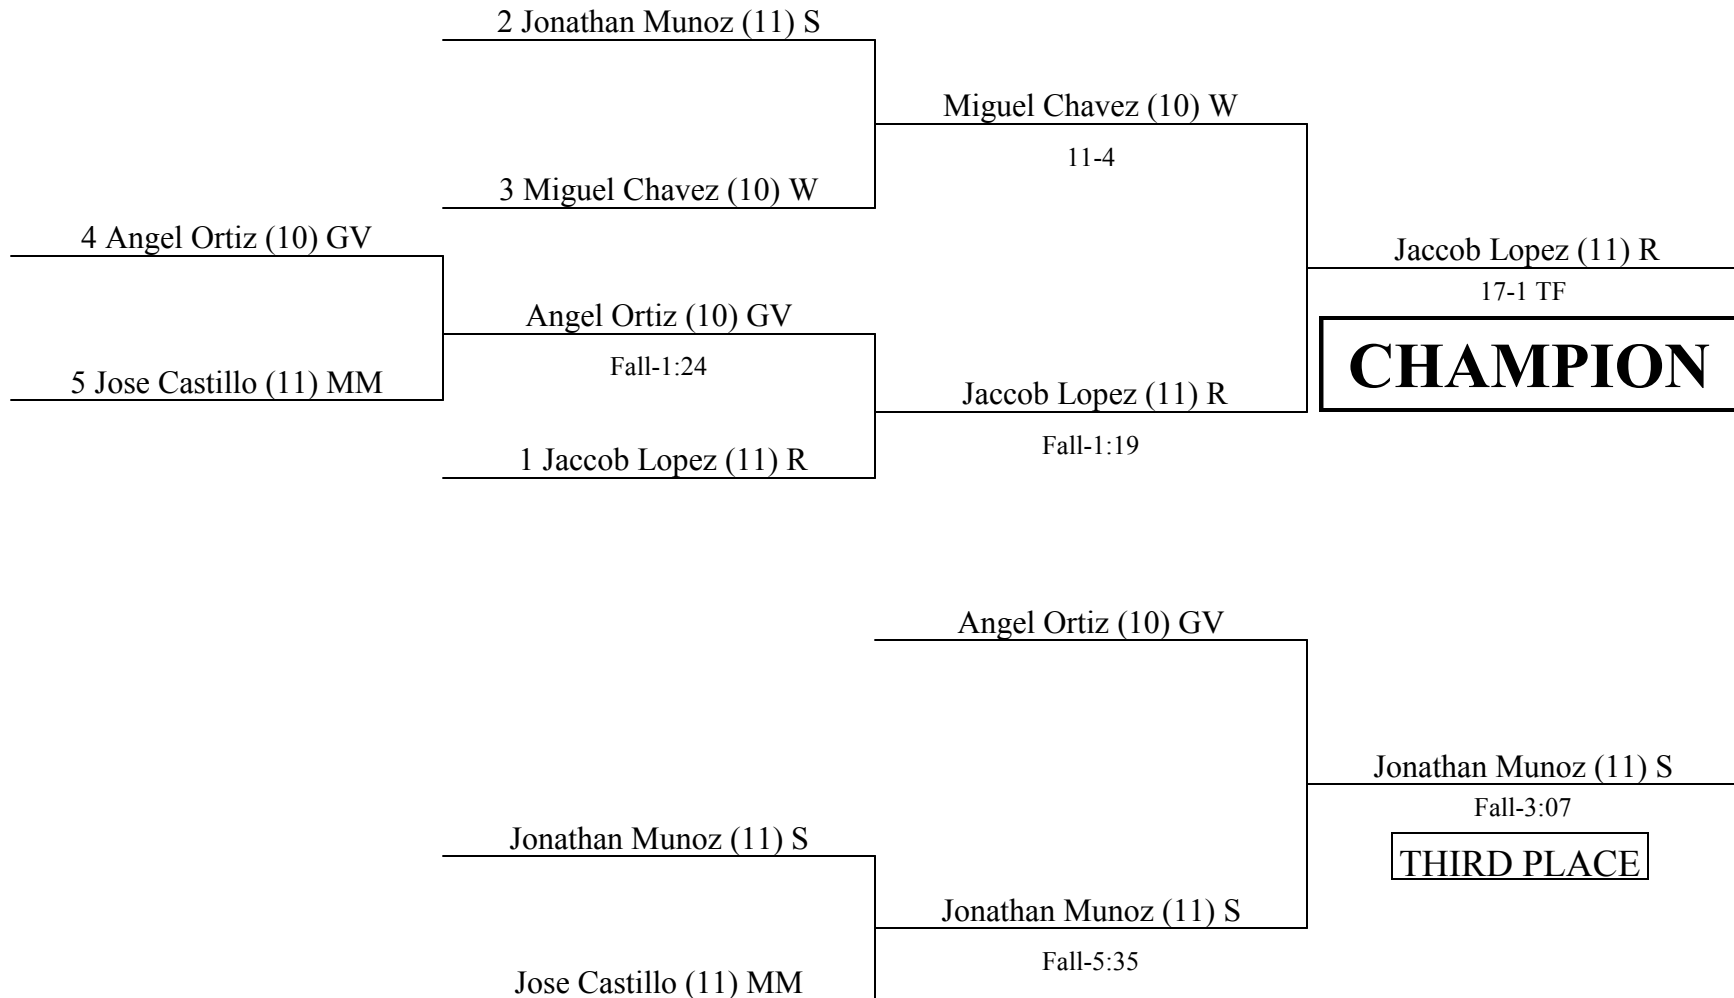 2 Jonathan Munoz (11) S
Miguel Chavez (10) W
11-4
3 Miguel Chavez (10) W
4 Angel Ortiz (10) GV
Jaccob Lopez (11) R
17-1 TF
Angel Ortiz (10) GV
Fall-1:24
CHAMPION
5 Jose Castillo (11) MM
Jaccob Lopez (11) R
Fall-1:19
1 Jaccob Lopez (11) R
Angel Ortiz (10) GV
Jonathan Munoz (11) S
Fall-3:07
Jonathan Munoz (11) S
THIRD PLACE
Jonathan Munoz (11) S
Fall-5:35
Jose Castillo (11) MM